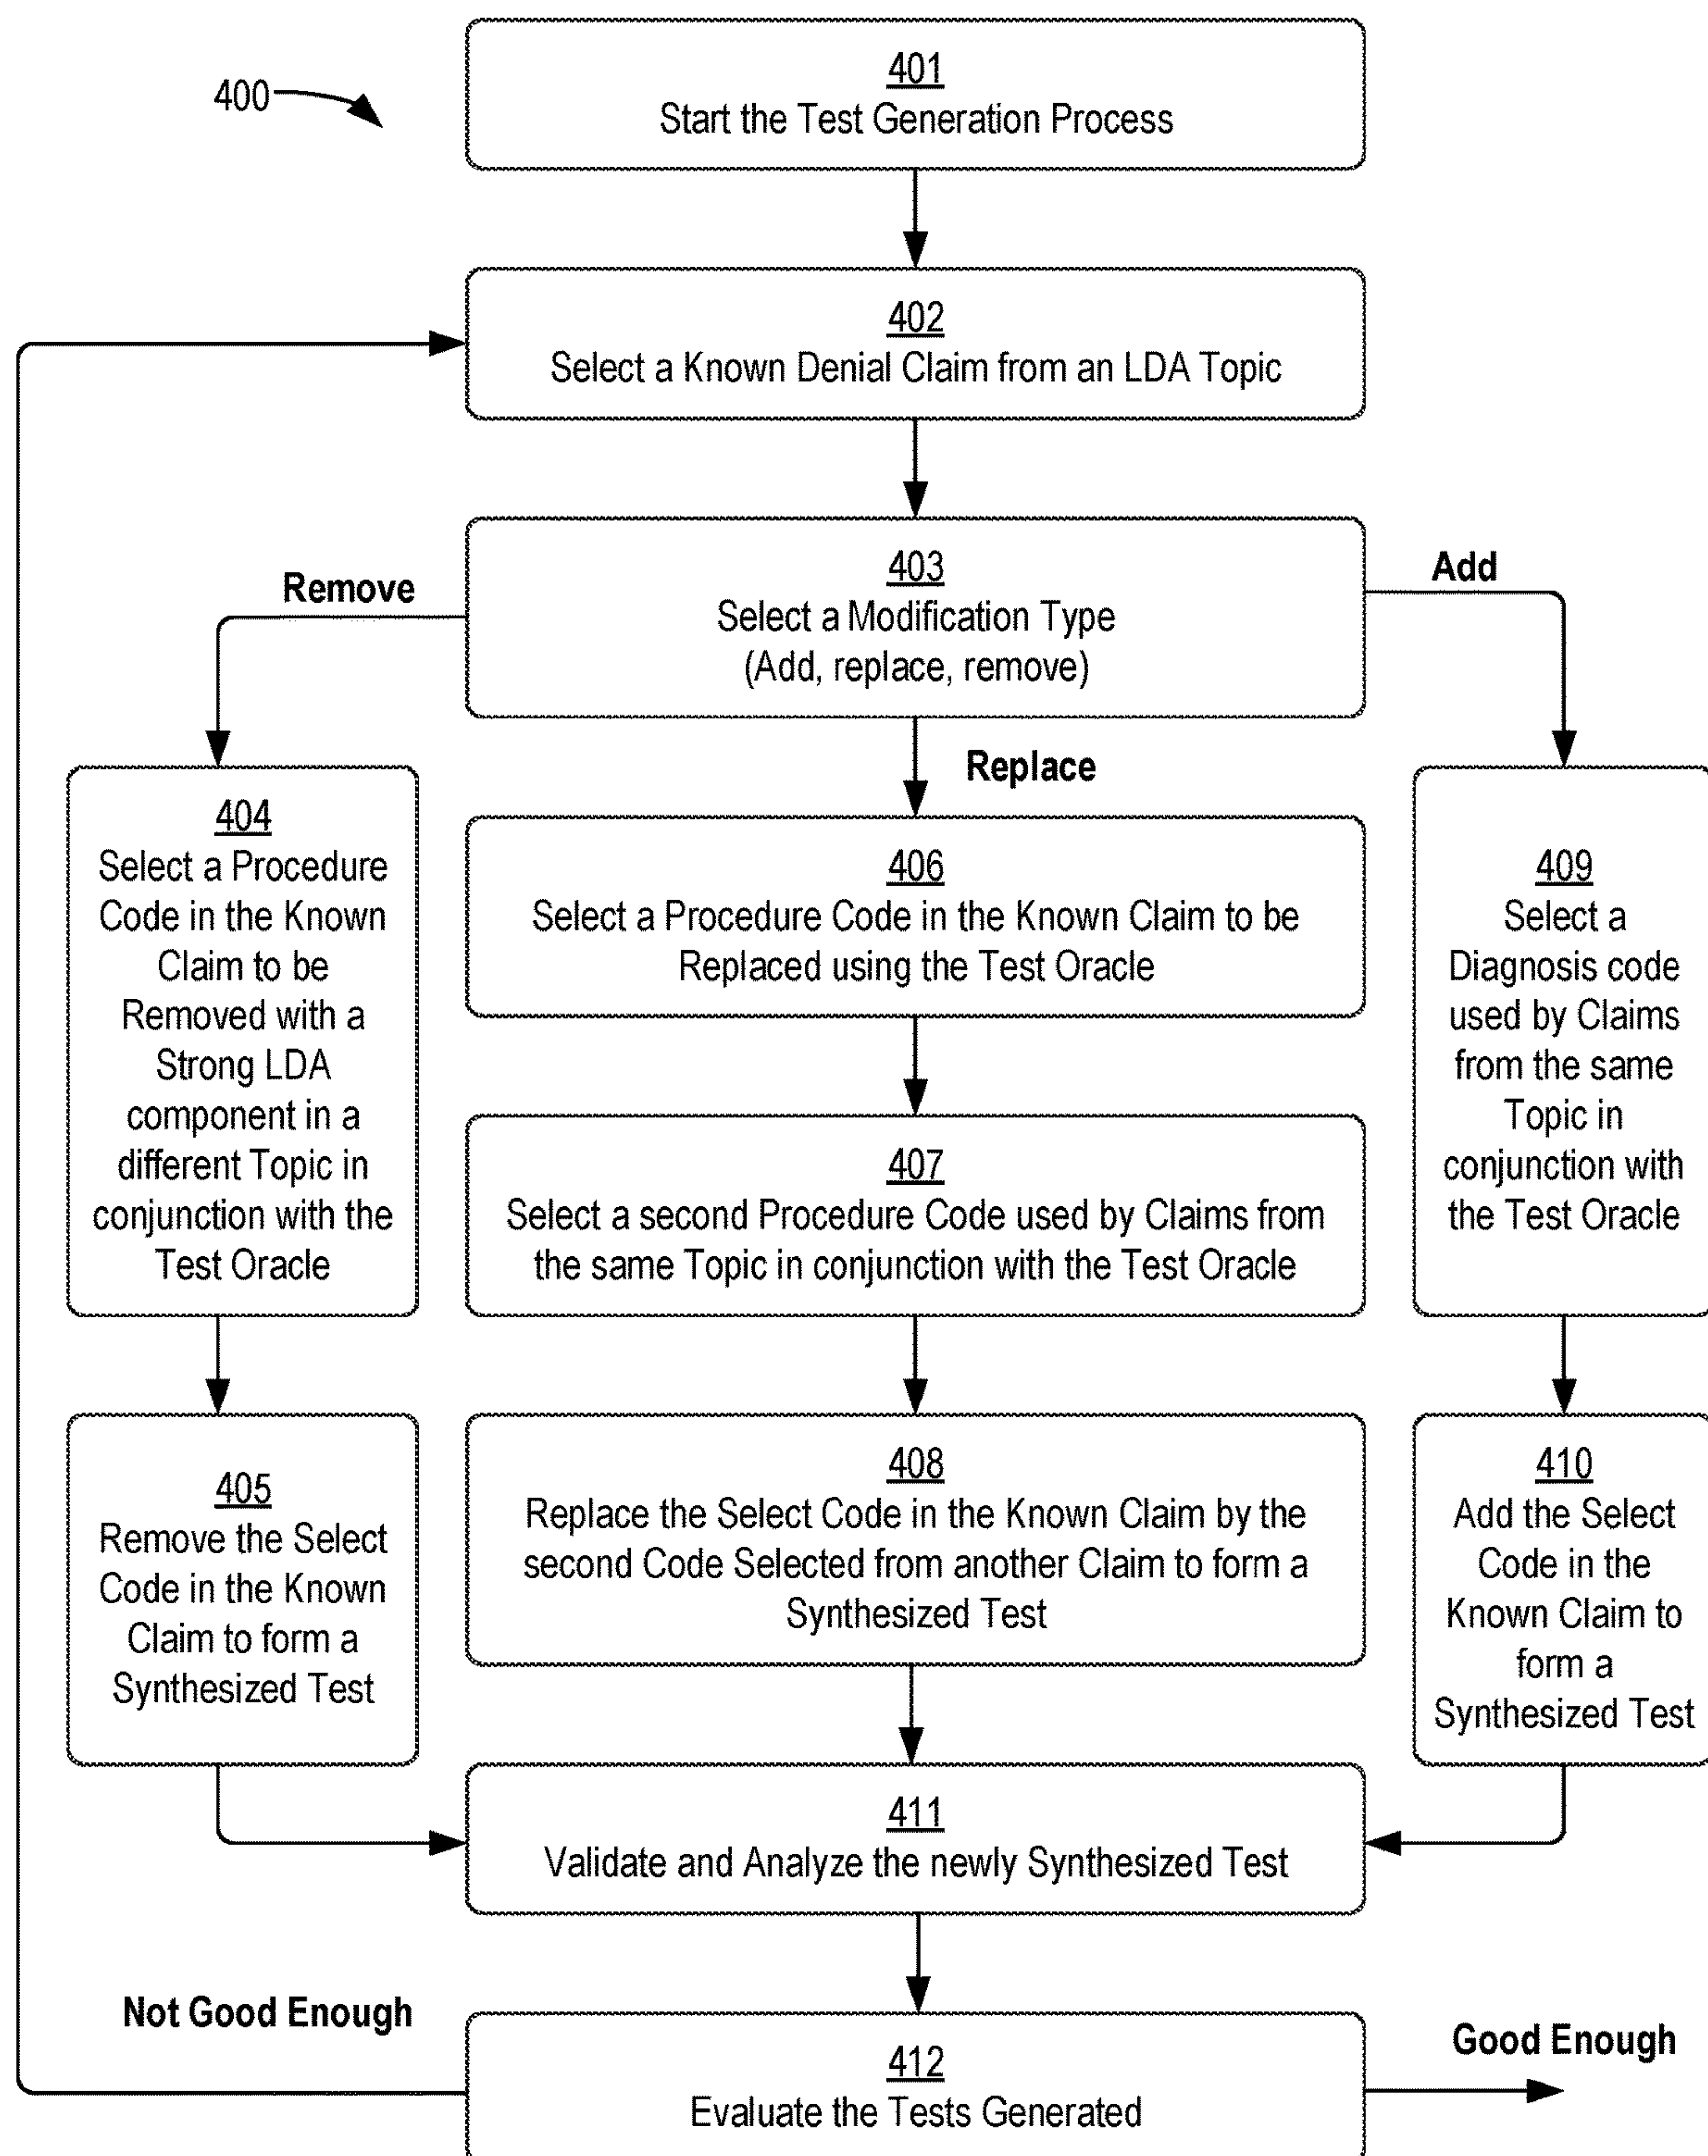 400
401
Start the Test Generation Process
402
Select a Known Denial Claim from an LDA Topic
403
Select a Modification Type
(Add, replace, remove)
Remove
Replace
Add
404
Select a Procedure
Code in the Known
Claim to be
Removed with a
Strong LDA
component in a
different Topic in
conjunction with the
Test Oracle
405
Remove the Select
Code in the Known
Claim to form a
Synthesized Test
406
Select a Procedure Code in the Known Claim to be
Replaced using the Test Oracle
407
Select a second Procedure Code used by Claims from
the same Topic in conjunction with the Test Oracle
408
Replace the Select Code in the Known Claim by the
second Code Selected from another Claim to form a
Synthesized Test
409
Select a
Diagnosis code
used by Claims
from the same
Topic in
conjunction with
the Test Oracle
410
Add the Select
Code in the
Known Claim to
form a
Synthesized Test
411
Validate and Analyze the newly Synthesized Test
Not Good Enough
412
Evaluate the Tests Generated
Good Enough